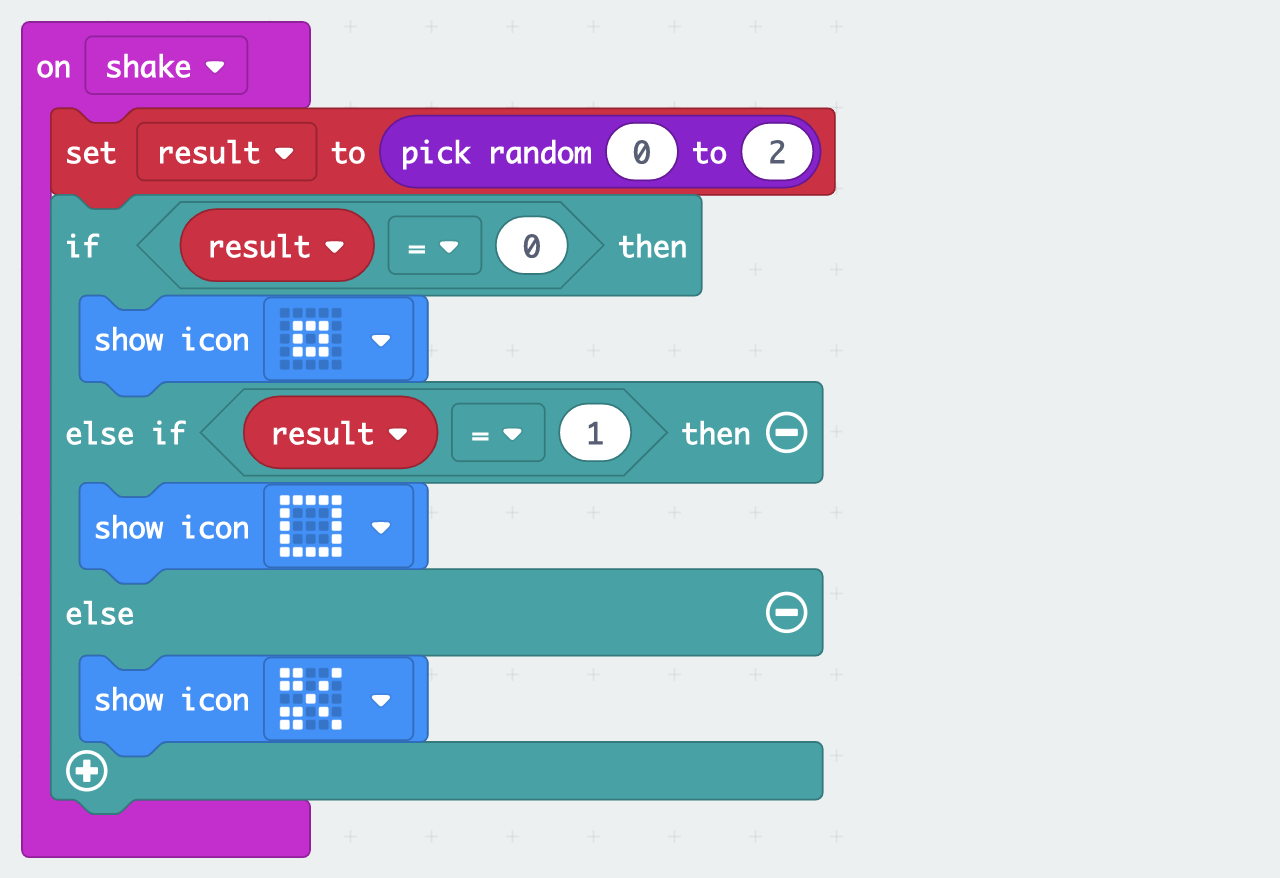 on shake
set result to pick random 0 to 2
if result = 0 then
show icon
else if result = 1 then
show icon
else
show icon